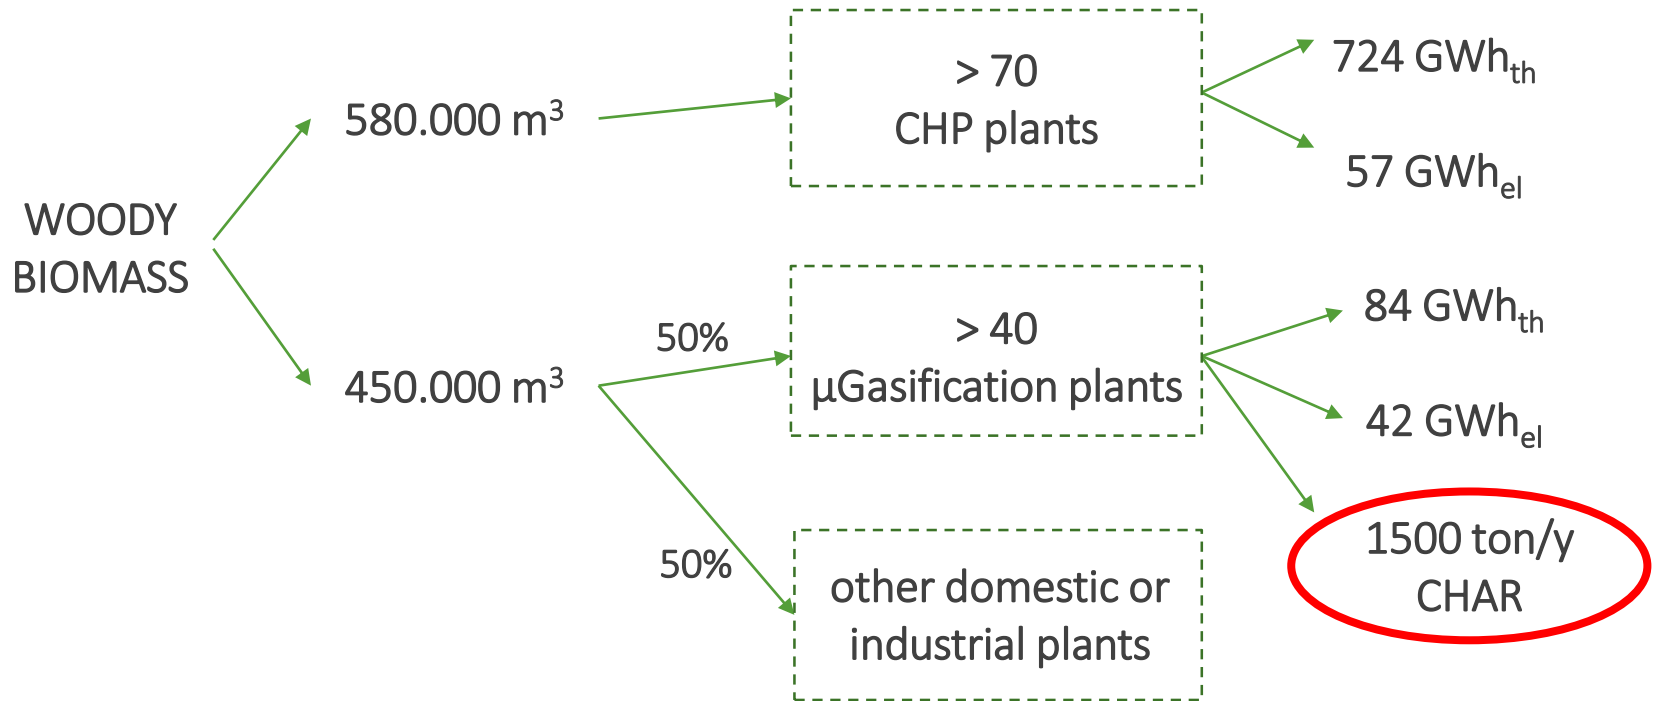 WOODY
BIOMASS
580.000 m³
450.000 m³
50%
50%
> 70
CHP plants
> 40
µGasification plants
other domestic or
industrial plants
724 GWhth
57 GWhel
84 GWhth
42 GWhel
1500 ton/y
CHAR